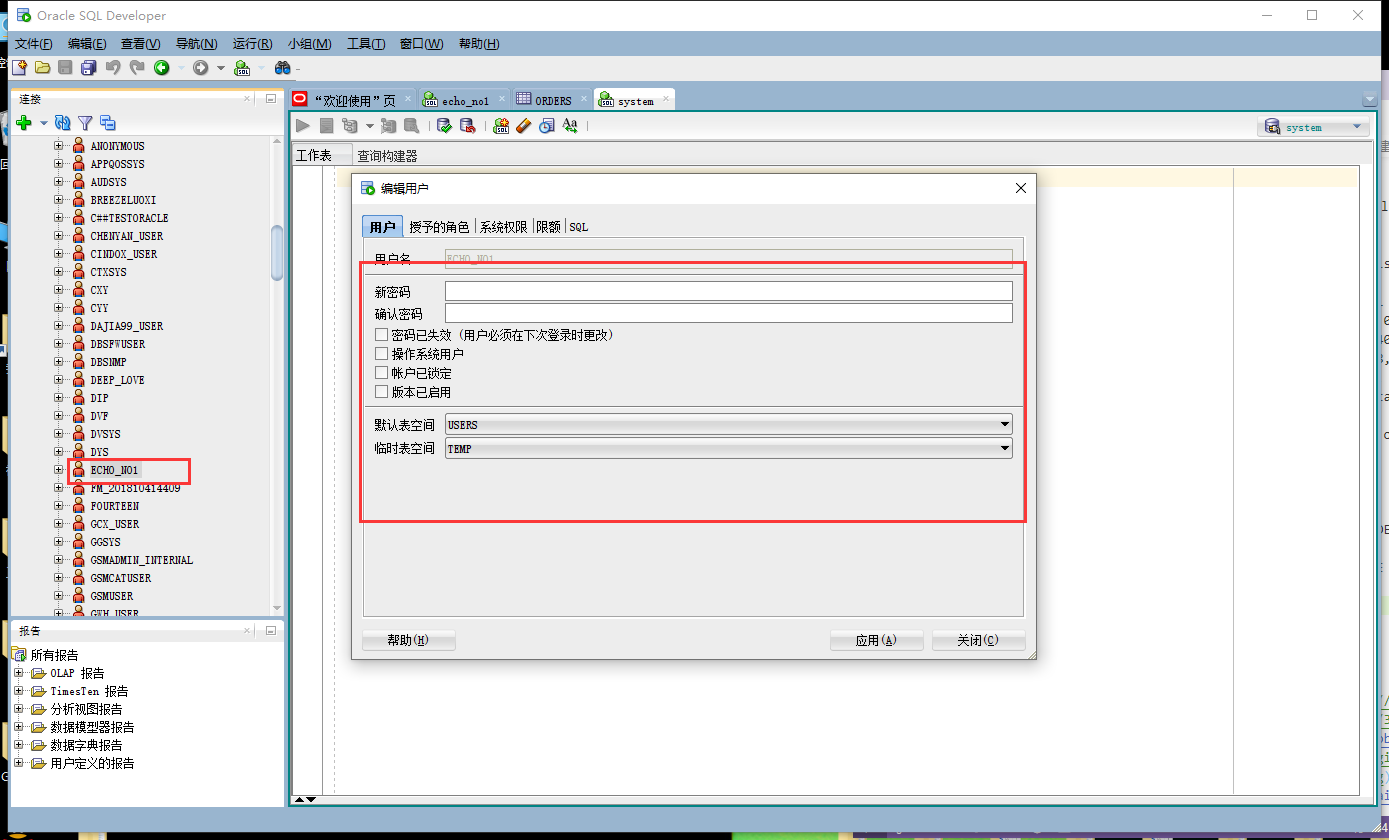 Oracle SQL Developer
文件(F) 编辑(E) 查看(V) 导航(N) 运行(R) 小组(M) 工具(T) 窗口(W) 帮助(H)
连接
ANONYMOUS
APPQOSSYS
AUDSYS
BREEZELUOXI
C##TESTORACLE
CHENYAN_USER
CINDOX_USER
CTXSYS
CXY
CYY
DAJIA99_USER
DBSFWUSER
DBSNMP
DEEP_LOVE
DIP
DVF
DVSYS
DYS
ECHO_NO1
FM_201810414409
FOURTEEN
GCX_USER
GGSYS
GSMADMIN_INTERNAL
GSMCATUSER
GSMUSER
GWH_USER
报告
所有报告
OLAP 报告
TimesTen 报告
分析视图报告
数据模型器报告
数据字典报告
用户定义的报告
“欢迎使用”页 echo_no1 ORDERS system
system
工作表 查询构建器
编辑用户
用户 授予的角色 系统权限 限额 SQL
用户名 ECHO_NO1
新密码
确认密码
密码已失效（用户必须在下次登录时更改）
操作系统用户
帐户已锁定
版本已启用
默认表空间 USERS
临时表空间 TEMP
帮助(H) 应用(A) 关闭(C)